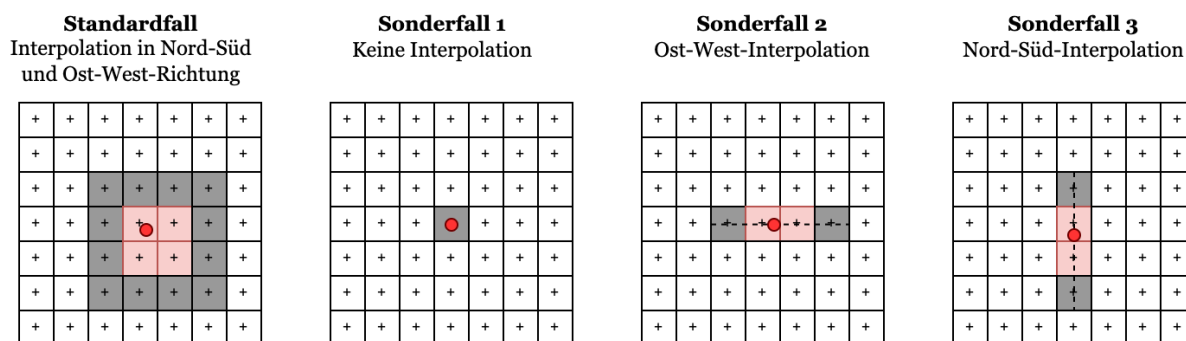 Standardfall
Interpolation in Nord-Süd
und Ost-West-Richtung
Sonderfall 1
Keine Interpolation
Sonderfall 2
Ost-West-Interpolation
Sonderfall 3
Nord-Süd-Interpolation